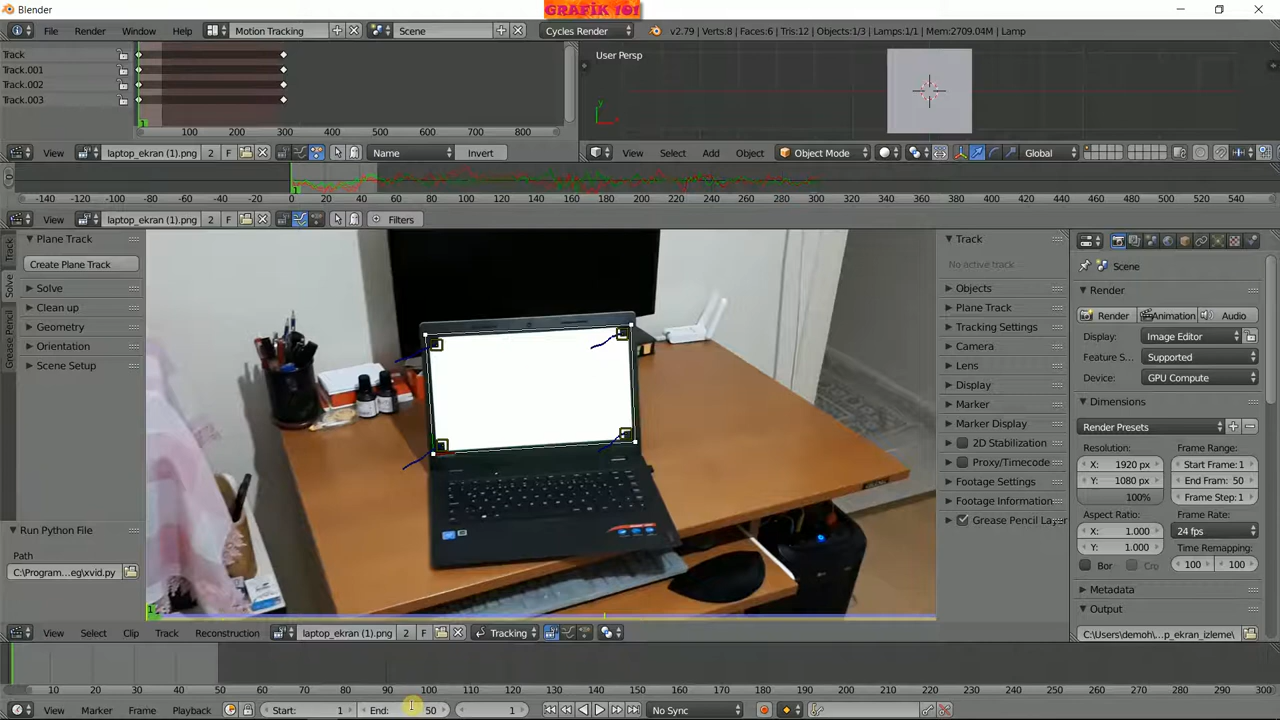 Blender
GRAFİK 101
File Render Window Help Motion Tracking Scene Cycles Render v2.79 | Verts:8 | Faces:6 | Tris:12 | Objects:1/3 | Lamps:1/1 | Mem:2709.04M | Lamp
Track
Track.001
Track.002
Track.003
1
100 200 300 400 500 600 700 800
User Persp
View laptop_ekran (1).png 2 F Name Invert
View Select Add Object Object Mode Global
-140 -120 -100 -80 -60 -40 -20 0 20 40 60 80 100 120 140 160 180 200 220 240 260 280 300 320 340 360 380 400 420 440 460 480 500 520 540
View laptop_ekran (1).png 2 F Filters
Track
Solve
Grease Pencil
Plane Track
Create Plane Track
Solve
Clean up
Geometry
Orientation
Scene Setup
Run Python File
Path
C:\Program...eg\xvid.py
1
Track
No active track
Objects
Plane Track
Tracking Settings
Camera
Lens
Display
Marker
Marker Display
2D Stabilization
Proxy/Timecode
Footage Settings
Footage Information
Grease Pencil Layer
Scene
Render
Render Animation Audio
Display: Image Editor
Feature S... Supported
Device: GPU Compute
Dimensions
Render Presets
Resolution: Frame Range:
X: 1920 px Start Frame: 1
Y: 1080 px End Fram: 50
100% Frame Step: 1
Aspect Ratio: Frame Rate:
X: 1.000 24 fps
Y: 1.000 Time Remapping:
Bor Cro 100 100
Metadata
Output
C:\Users\demoh...p_ekran_izleme\
View Select Clip Track Reconstruction laptop_ekran (1).png 2 F Tracking
10 20 30 40 50 60 70 80 90 100 110 120 130 140 150 160 170 180 190 200 210 220 230 240 250 260 270 280 290 300
View Marker Frame Playback Start: 1 End: 50 1 No Sync